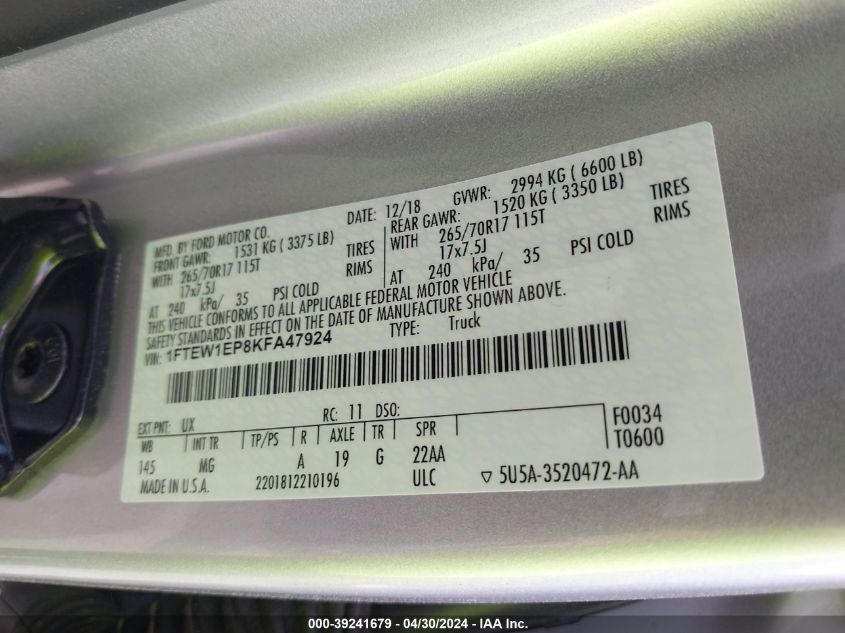 MFD. BY FORD MOTOR CO.
DATE: 12/18 GVWR: 2994 KG ( 6600 LB)
FRONT GAWR: 1531 KG ( 3375 LB) REAR GAWR: 1520 KG ( 3350 LB)
WITH 265/70R17 115T TIRES WITH 265/70R17 115T TIRES
17x7.5J RIMS 17x7.5J RIMS
AT 240 kPa/ 35 PSI COLD AT 240 kPa/ 35 PSI COLD
THIS VEHICLE CONFORMS TO ALL APPLICABLE FEDERAL MOTOR VEHICLE
SAFETY STANDARDS IN EFFECT ON THE DATE OF MANUFACTURE SHOWN ABOVE.
VIN: 1FTEW1EP8KFA47924 TYPE: Truck
EXT PNT: UX RC: 11 DSO: F0034
WB INT TR TP/PS R AXLE TR SPR T0600
145 MG A 19 G 22AA
MADE IN U.S.A. 2201812210196 ULC ▽ 5U5A-3520472-AA
000-39241679 - 04/30/2024 - IAA Inc.